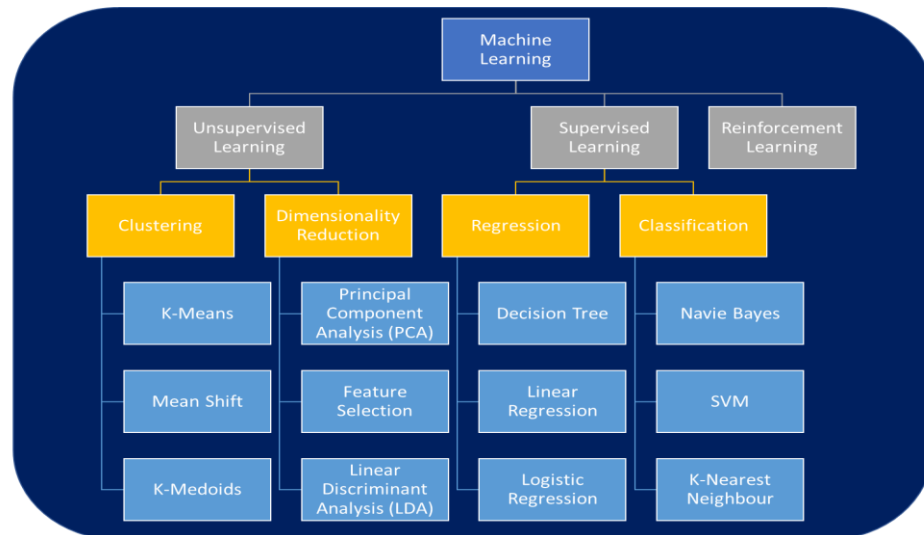 Machine
Learning
Unsupervised
Learning
Supervised
Learning
Reinforcement
Learning
Clustering
Dimensionality
Reduction
Regression
Classification
K-Means
Principal
Component
Analysis (PCA)
Decision Tree
Navie Bayes
Mean Shift
Feature
Selection
Linear
Regression
SVM
K-Medoids
Linear
Discriminant
Analysis (LDA)
Logistic
Regression
K-Nearest
Neighbour